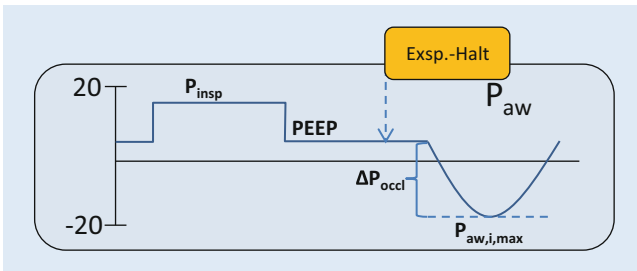 Exsp.-Halt
20
P_insp
P_aw
PEEP
ΔP_occl
-20
P_aw,i,max